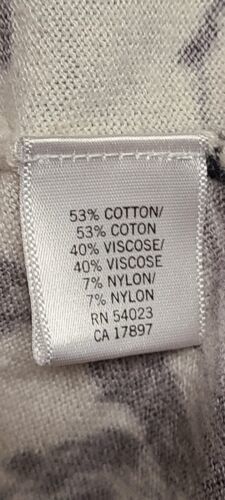 53% COTTON/
53% COTON
40% VISCOSE/
40% VISCOSE
7% NYLON/
7% NYLON
RN 54023
CA 17897